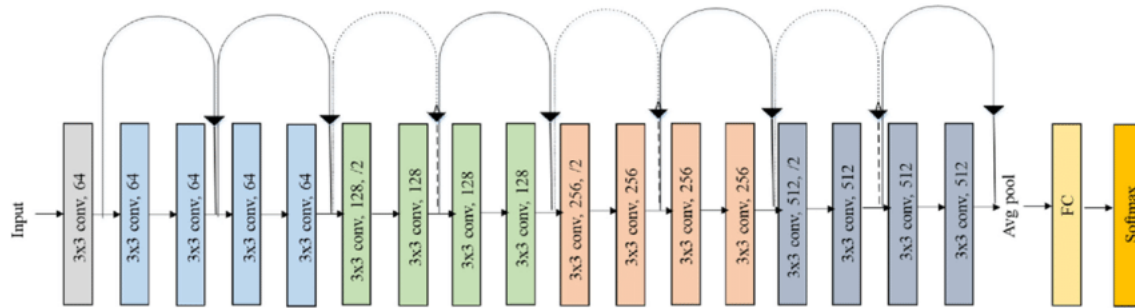 Input
3x3 conv, 64
3x3 conv, 64
3x3 conv, 64
3x3 conv, 64
3x3 conv, 64
3x3 conv, 128, /2
3x3 conv, 128
3x3 conv, 128
3x3 conv, 128
3x3 conv, 256, /2
3x3 conv, 256
3x3 conv, 256
3x3 conv, 256
3x3 conv, 512, /2
3x3 conv, 512
3x3 conv, 512
3x3 conv, 512
Avg pool
FC
Softmax